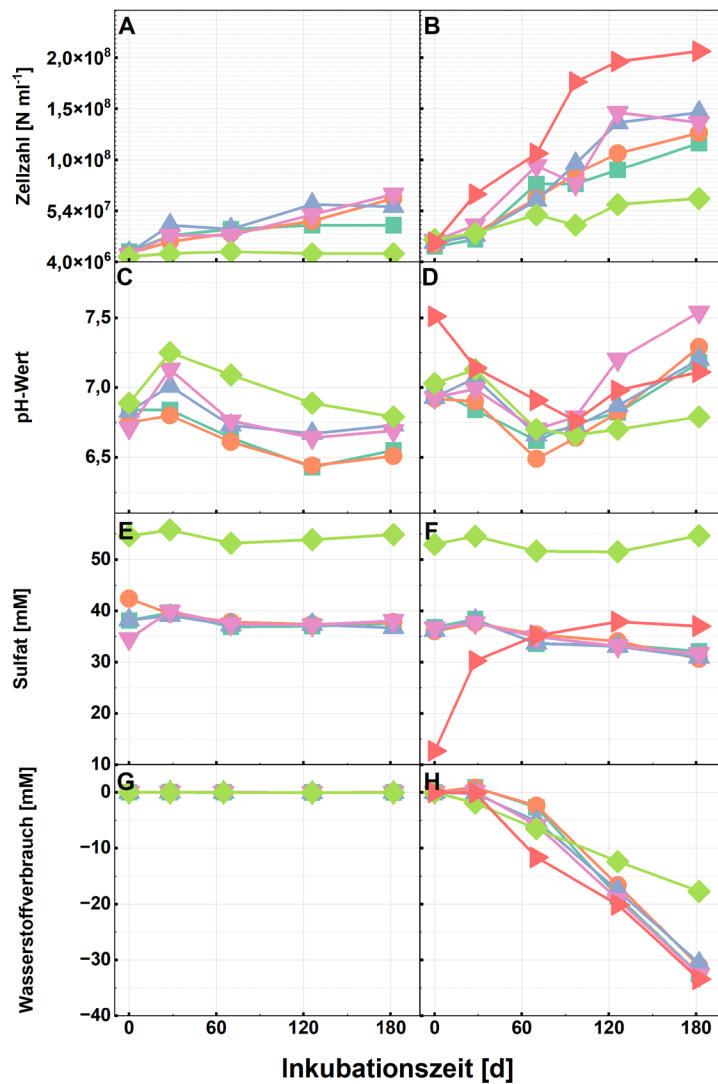 A
B
Zellzahl [N ml-1]
2,0×10⁸
1,5×10⁸
1,0×10⁸
5,4×10⁷
4,0×10⁶
C
D
pH-Wert
7,5
7,0
6,5
E
F
Sulfat [mM]
50
40
30
20
10
G
H
Wasserstoffverbrauch [mM]
0
−10
−20
−30
−40
0
60
120
180
0
60
120
180
Inkubationszeit [d]